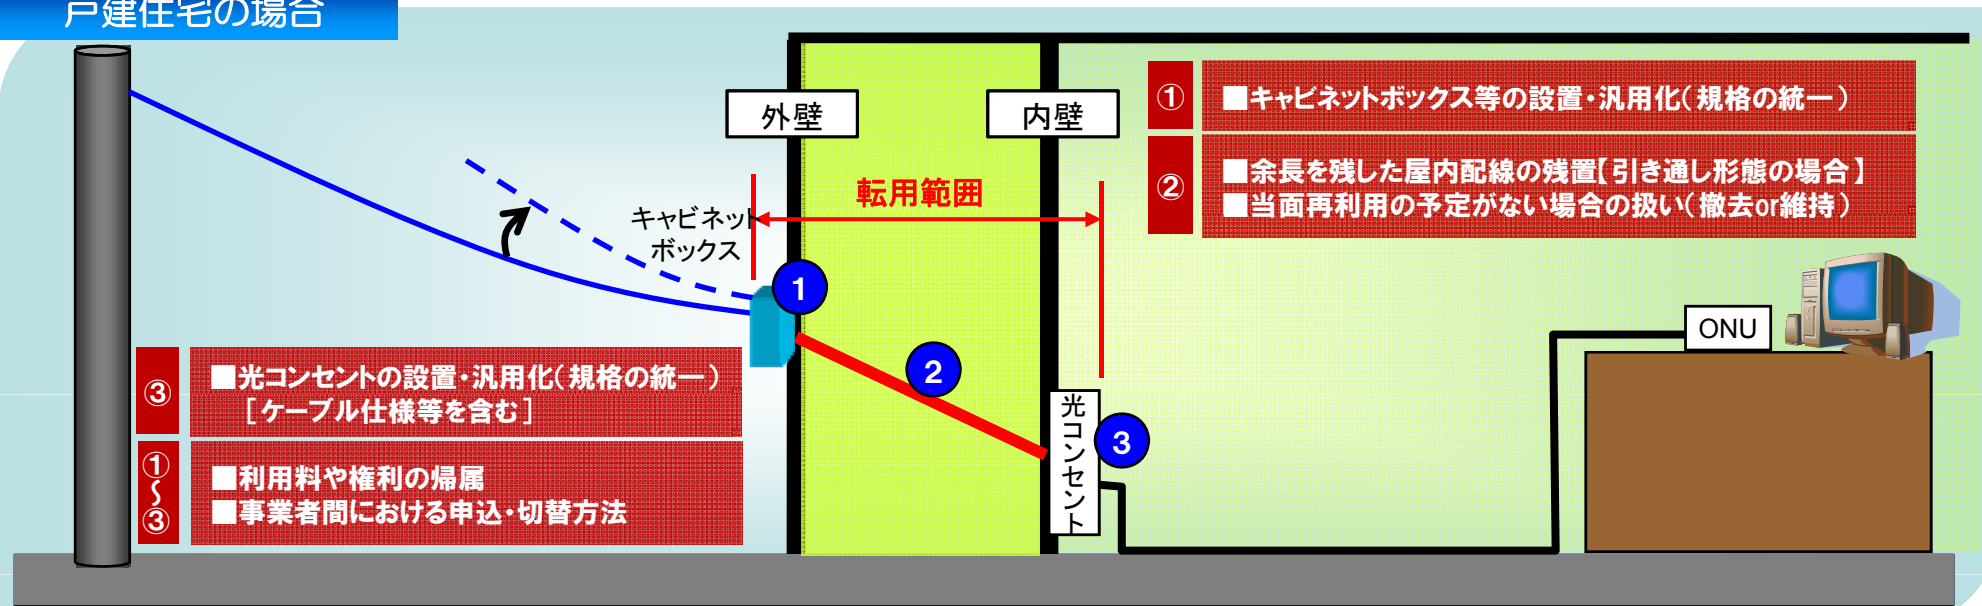 戸建住宅の場合
外壁
内壁
転用範囲
キャビネット
ボックス
①
■キャビネットボックス等の設置・汎用化(規格の統一)
②
■余長を残した屋内配線の残置【引き通し形態の場合】
■当面再利用の予定がない場合の扱い(撤去or維持)
1
2
3
光コンセント
ONU
③
■光コンセントの設置・汎用化(規格の統一)
[ケーブル仕様等を含む]
①~③
■利用料や権利の帰属
■事業者間における申込・切替方法